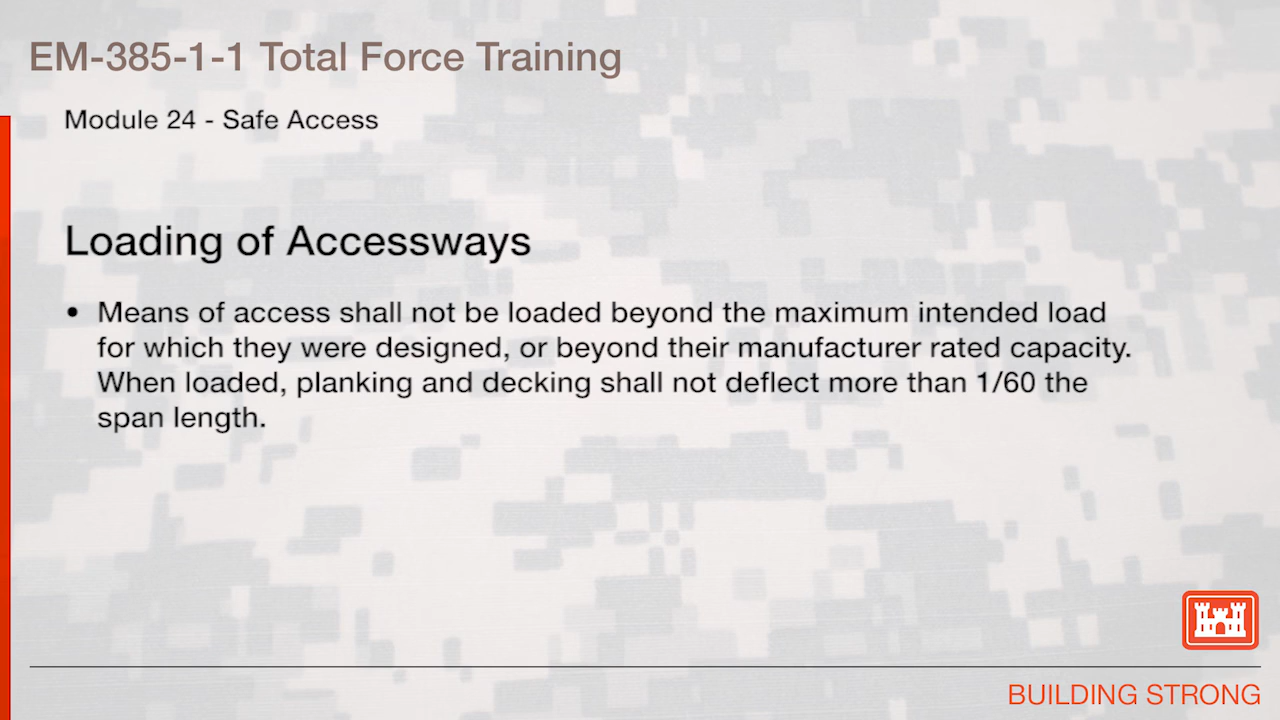 EM-385-1-1 Total Force Training
Module 24 - Safe Access
Loading of Accessways
• Means of access shall not be loaded beyond the maximum intended load
for which they were designed, or beyond their manufacturer rated capacity.
When loaded, planking and decking shall not deflect more than 1/60 the
span length.
BUILDING STRONG